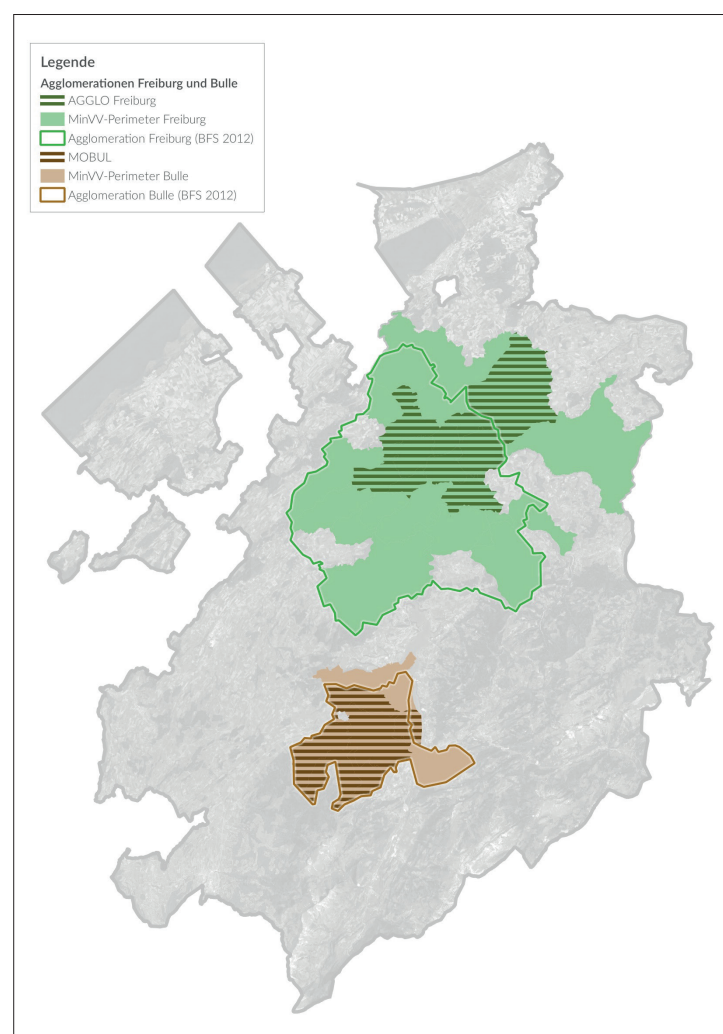 Legende
Agglomerationen Freiburg und Bulle
AGGLO Freiburg
MinVV-Perimeter Freiburg
Agglomeration Freiburg (BFS 2012)
MOBUL
MinVV-Perimeter Bulle
Agglomeration Bulle (BFS 2012)